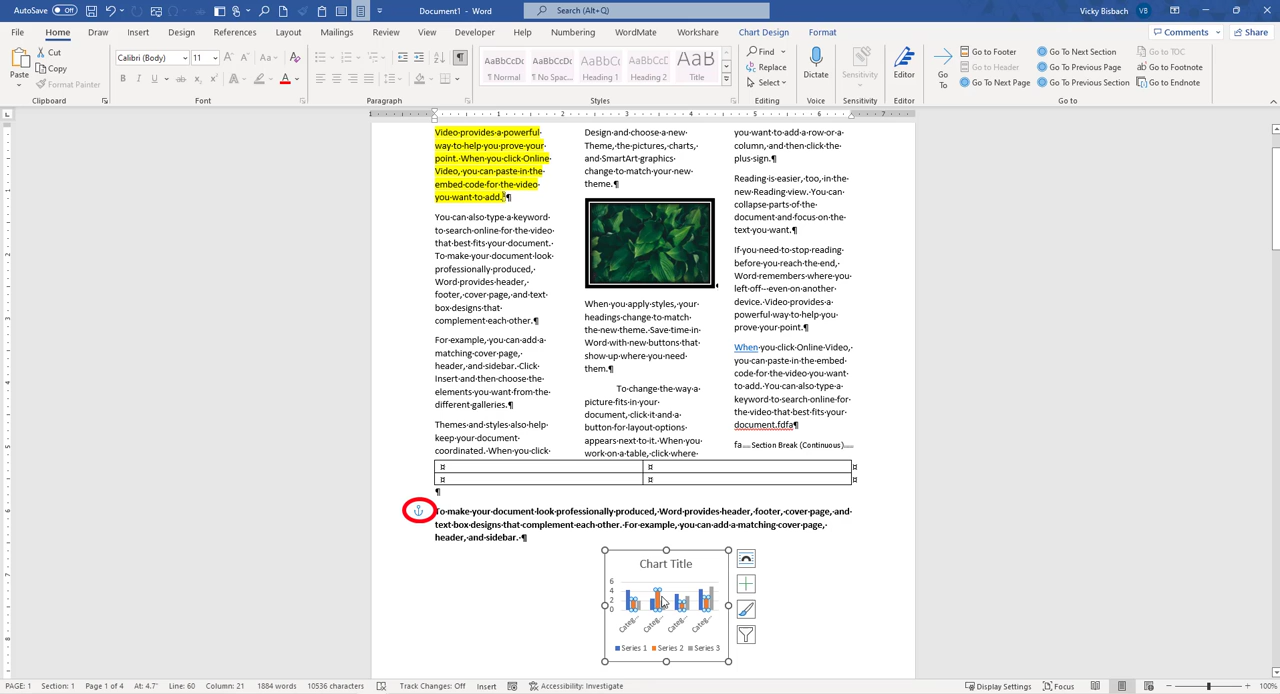 AutoSave Off Document1 - Word Search (Alt+Q) Vicky Bisbach VB
File Home Draw Insert Design References Layout Mailings Review View Developer Help Numbering WordMate Workshare Chart Design Format Comments Share
Paste
Cut
Copy
Format Painter
Clipboard
Calibri (Body) 11
Font
Paragraph
AaBbCcDc AaBbCcDc AaBbCc AaBbCcD AaB
¶ Normal ¶ No Spac... Heading 1 Heading 2 Title
Styles
Find
Replace
Select
Editing
Dictate
Voice
Sensitivity
Sensitivity
Editor
Editor
Go To
Go to Footer
Go to Header
Go To Next Page
Go To Next Section
Go To Previous Page
Go To Previous Section
Go to TOC
Go to Footnote
Go to Endnote
Go to
Video·provides·a·powerful·
way·to·help·you·prove·your·
point.·When·you·click·Online·
Video,·you·can·paste·in·the·
embed·code·for·the·video·
you·want·to·add.¶
You·can·also·type·a·keyword·
to·search·online·for·the·video·
that·best·fits·your·document.·
To·make·your·document·look·
professionally·produced,·
Word·provides·header,·
footer,·cover·page,·and·text·
box·designs·that·
complement·each·other.¶
For·example,·you·can·add·a·
matching·cover·page,·
header,·and·sidebar.·Click·
Insert·and·then·choose·the·
elements·you·want·from·the·
different·galleries.¶
Themes·and·styles·also·help·
keep·your·document·
coordinated.·When·you·click·
Design·and·choose·a·new·
Theme,·the·pictures,·charts,·
and·SmartArt·graphics·
change·to·match·your·new·
theme.¶
When·you·apply·styles,·your·
headings·change·to·match·
the·new·theme.·Save·time·in·
Word·with·new·buttons·that·
show·up·where·you·need·
them.¶
To·change·the·way·a·
picture·fits·in·your·
document,·click·it·and·a·
button·for·layout·options·
appears·next·to·it.·When·you·
work·on·a·table,·click·where·
you·want·to·add·a·row·or·a·
column,·and·then·click·the·
plus·sign.¶
Reading·is·easier,·too,·in·the·
new·Reading·view.·You·can·
collapse·parts·of·the·
document·and·focus·on·the·
text·you·want.¶
If·you·need·to·stop·reading·
before·you·reach·the·end,·
Word·remembers·where·you·
left·off·-·even·on·another·
device.·Video·provides·a·
powerful·way·to·help·you·
prove·your·point.¶
When·you·click·Online·Video,·
you·can·paste·in·the·embed·
code·for·the·video·you·want·
to·add.·You·can·also·type·a·
keyword·to·search·online·for·
the·video·that·best·fits·your·
document.fdfa¶
fa Section Break (Continuous)
¤ ¤ ¤
¤ ¤ ¤
¶
To·make·your·document·look·professionally·produced,·Word·provides·header,·footer,·cover·page,·and·
text·box·designs·that·complement·each·other.·For·example,·you·can·add·a·matching·cover·page,·
header,·and·sidebar.·¶
Chart Title
6
4
2
0
Categ... Categ... Categ... Categ...
Series 1 Series 2 Series 3
PAGE: 1 Section: 1 Page 1 of 4 At: 4.7" Line: 60 Column: 21 1884 words 10536 characters Track Changes: Off Insert Accessibility: Investigate Display Settings Focus 100%